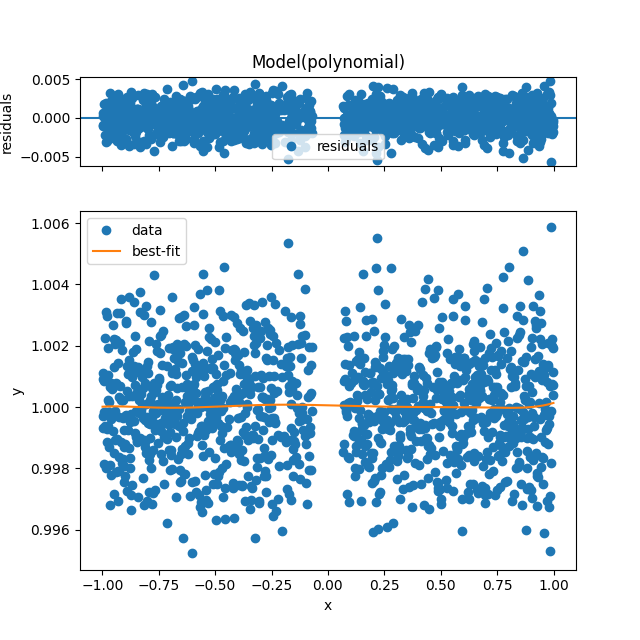 Model(polynomial)
0.005
0.000
−0.005
residuals
residuals
1.006
1.004
1.002
1.000
0.998
0.996
y
data
best-fit
−1.00 −0.75 −0.50 −0.25 0.00 0.25 0.50 0.75 1.00
x